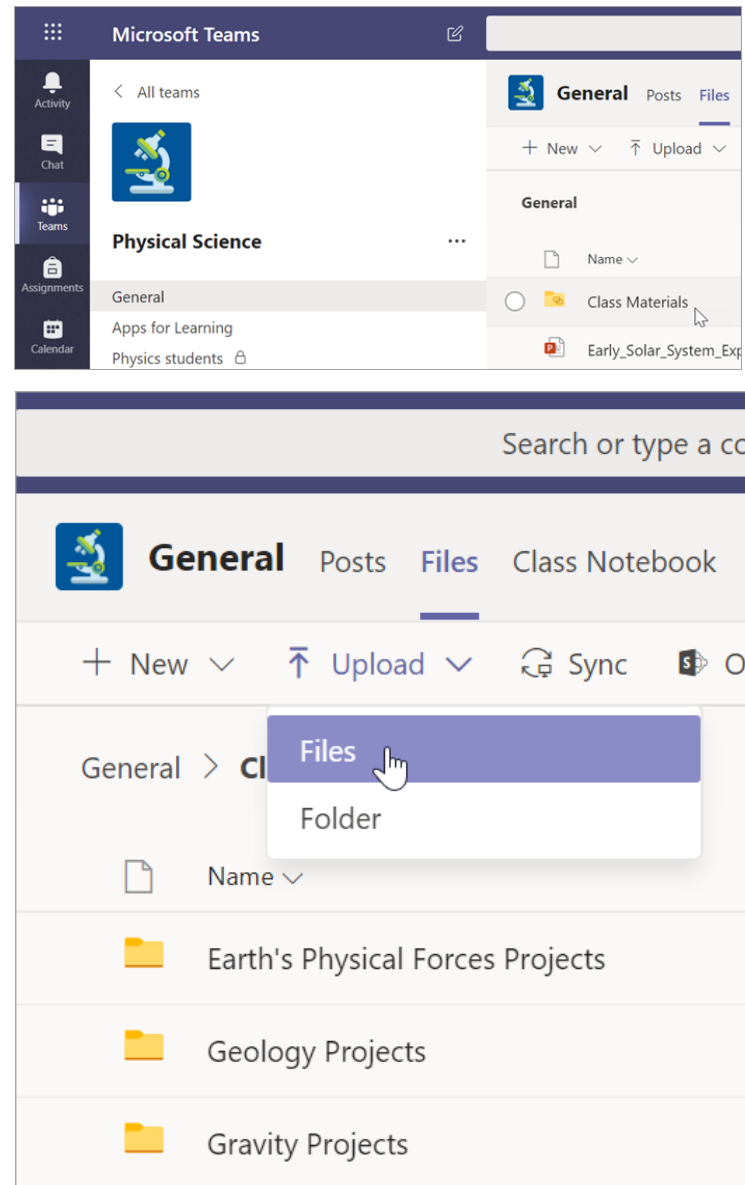 Microsoft Teams
Activity
Chat
Teams
Assignments
Calendar
All teams
Physical Science
General
Apps for Learning
Physics students
General Posts Files
New Upload
General
Name
Class Materials
Early_Solar_System_Exp
Search or type a co
General Posts Files Class Notebook
New Upload Sync O
General > Cl
Files
Folder
Name
Earth's Physical Forces Projects
Geology Projects
Gravity Projects